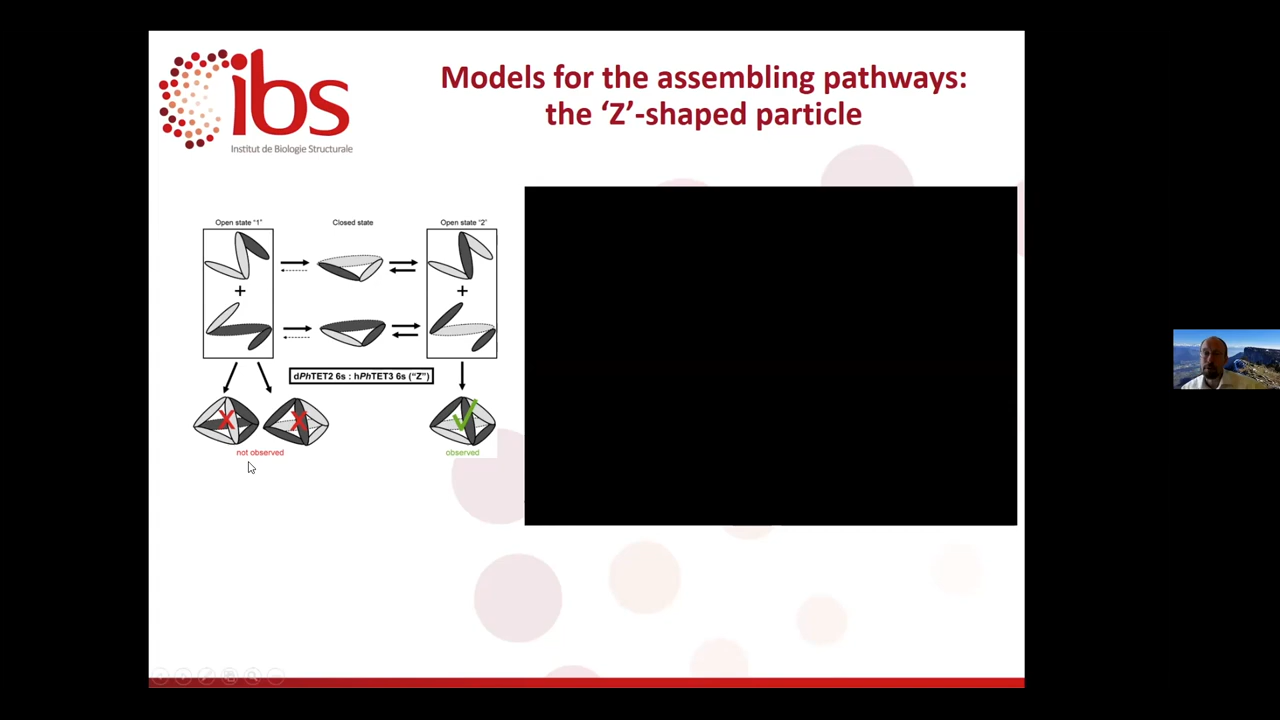 ibs
Institut de Biologie Structurale
Models for the assembling pathways:
the ‘Z’-shaped particle
Open state "1"
Closed state
Open state "2'
+
+
+
+
dPhTET2 6s : hPhTET3 6s ("Z")
X
X
not observed
observed